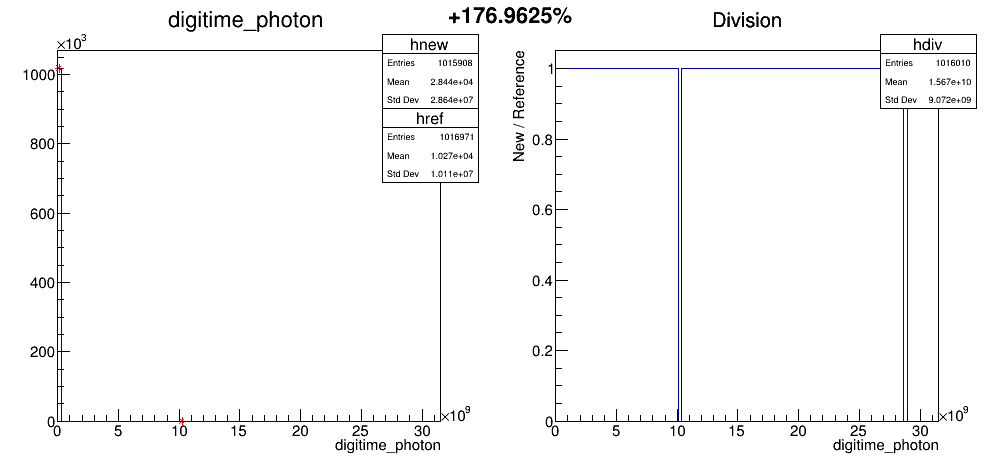 +176.9625%
digitime_photon
×10³
hnew
Entries 1015908
Mean 2.844e+04
Std Dev 2.864e+07
href
Entries 1016971
Mean 1.027e+04
Std Dev 1.011e+07
1000
800
600
400
200
0
0 5 10 15 20 25 30 ×10⁹
digitime_photon
Division
hdiv
Entries 1016010
Mean 1.567e+10
Std Dev 9.072e+09
New / Reference
1
0.8
0.6
0.4
0.2
0
0 5 10 15 20 25 30 ×10⁹
digitime_photon